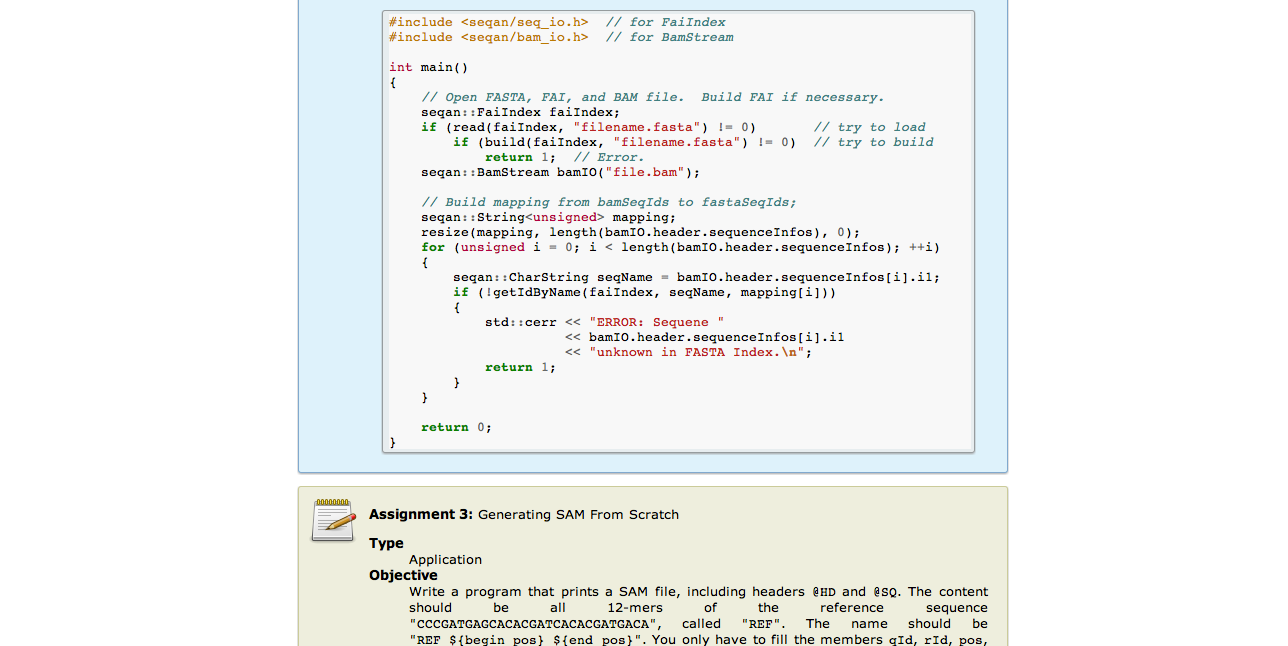 #include <seqan/seq_io.h>  // for FaiIndex
#include <seqan/bam_io.h>  // for BamStream
int main()
{
    // Open FASTA, FAI, and BAM file.  Build FAI if necessary.
    seqan::FaiIndex faiIndex;
    if (read(faiIndex, "filename.fasta") != 0)       // try to load
        if (build(faiIndex, "filename.fasta") != 0)  // try to build
            return 1;  // Error.
    seqan::BamStream bamIO("file.bam");
    // Build mapping from bamSeqIds to fastaSeqIds;
    seqan::String<unsigned> mapping;
    resize(mapping, length(bamIO.header.sequenceInfos), 0);
    for (unsigned i = 0; i < length(bamIO.header.sequenceInfos); ++i)
    {
        seqan::CharString seqName = bamIO.header.sequenceInfos[i].i1;
        if (!getIdByName(faiIndex, seqName, mapping[i]))
        {
            std::cerr << "ERROR: Sequene "
                      << bamIO.header.sequenceInfos[i].i1
                      << "unknown in FASTA Index.\n";
            return 1;
        }
    }
    return 0;
}
Assignment 3: Generating SAM From Scratch
Type
Application
Objective
Write a program that prints a SAM file, including headers @HD and @SQ. The content
should be all 12-mers of the reference sequence
"CCCGATGAGCACACGATCACACGATGACA", called "REF". The name should be
"REF ${begin pos} ${end pos}". You only have to fill the members qId, rId, pos,